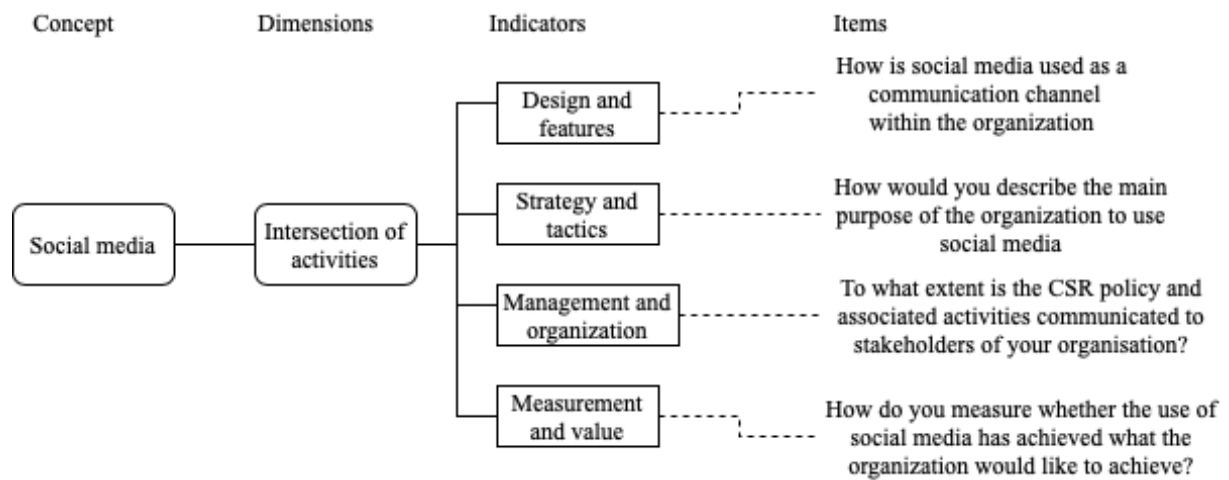 Concept
Dimensions
Indicators
Items
Social media
Intersection of
activities
Design and
features
How is social media used as a
communication channel
within the organization
Strategy and
tactics
How would you describe the main
purpose of the organization to use
social media
Management and
organization
To what extent is the CSR policy and
associated activities communicated to
stakeholders of your organisation?
Measurement
and value
How do you measure whether the use of
social media has achieved what the
organization would like to achieve?